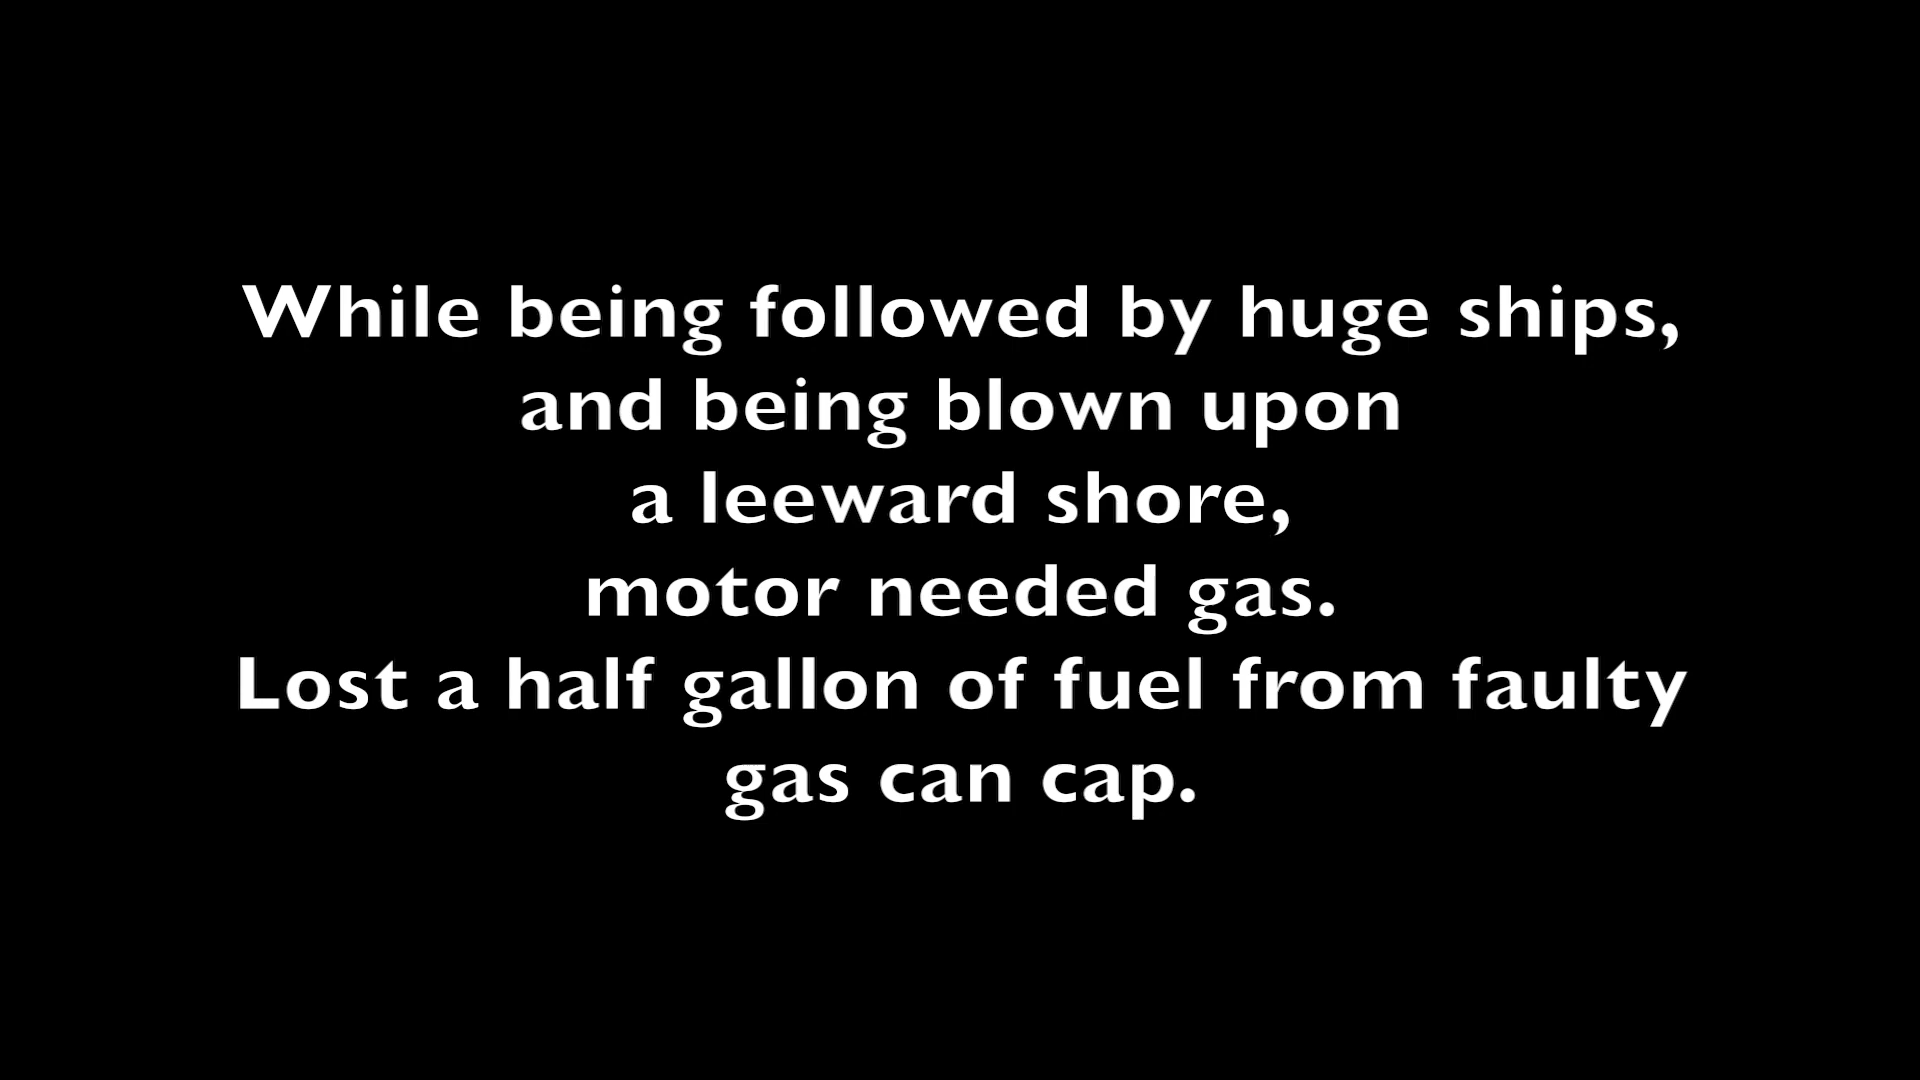 While being followed by huge ships,
and being blown upon
a leeward shore,
motor needed gas.
Lost a half gallon of fuel from faulty
gas can cap.